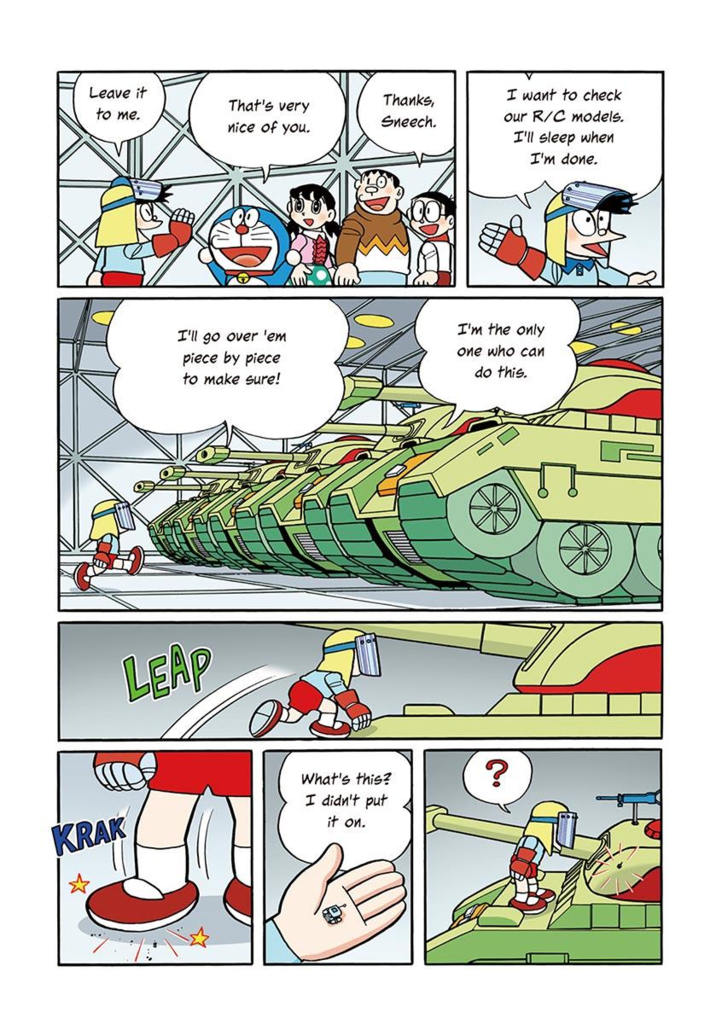 Leave it
to me.
That's very
nice of you.
Thanks,
Sneech.
I want to check
our R/C models.
I'll sleep when
I'm done.
I'll go over 'em
piece by piece
to make sure!
I'm the only
one who can
do this.
LEAP
KRAK
What's this?
I didn't put
it on.
?